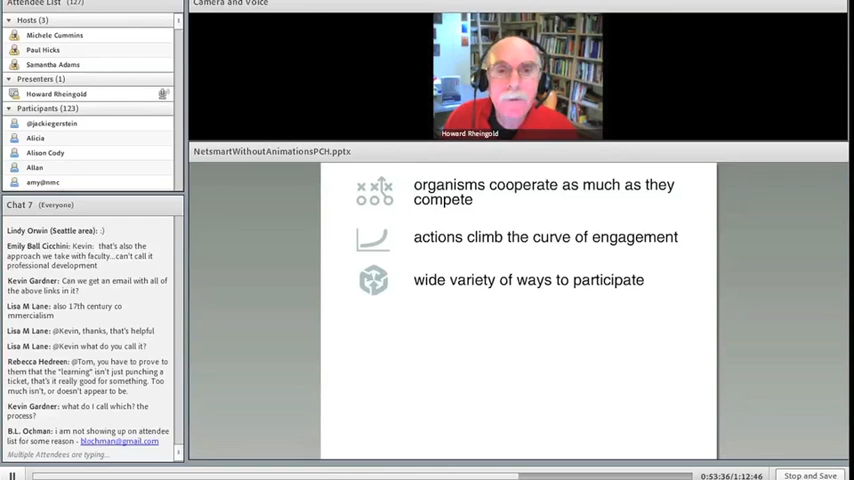 Attendee List (127)
Hosts (3)
Michele Cummins
Paul Hicks
Samantha Adams
Presenters (1)
Howard Rheingold
Participants (123)
@jackiegerstein
Alicia
Alison Cody
Allan
amy@nmc
Chat 7 (Everyone)
Lindy Orwin (Seattle area): :)
Emily Ball Cicchini: Kevin: that's also the
approach we take with faculty...can't call it
professional development
Kevin Gardner: Can we get an email with all of
the above links in it?
Lisa M Lane: also 17th century co
mmercialism
Lisa M Lane: @Kevin, thanks, that's helpful
Lisa M Lane: @Kevin what do you call it?
Rebecca Hedreen: @Tom, you have to prove to
them that the "learning" isn't just punching a
ticket, that's it really good for something. Too
much isn't, or doesn't appear to be.
Kevin Gardner: what do I call which? the
process?
B.L. Ochman: i am not showing up on attendee
list for some reason - blochman@gmail.com
Multiple Attendees are typing...
Camera and Voice
Howard Rheingold
NetsmartWithoutAnimationsPCH.pptx
organisms cooperate as much as they
compete
actions climb the curve of engagement
wide variety of ways to participate
0:53:36/1:12:46
Stop and Save